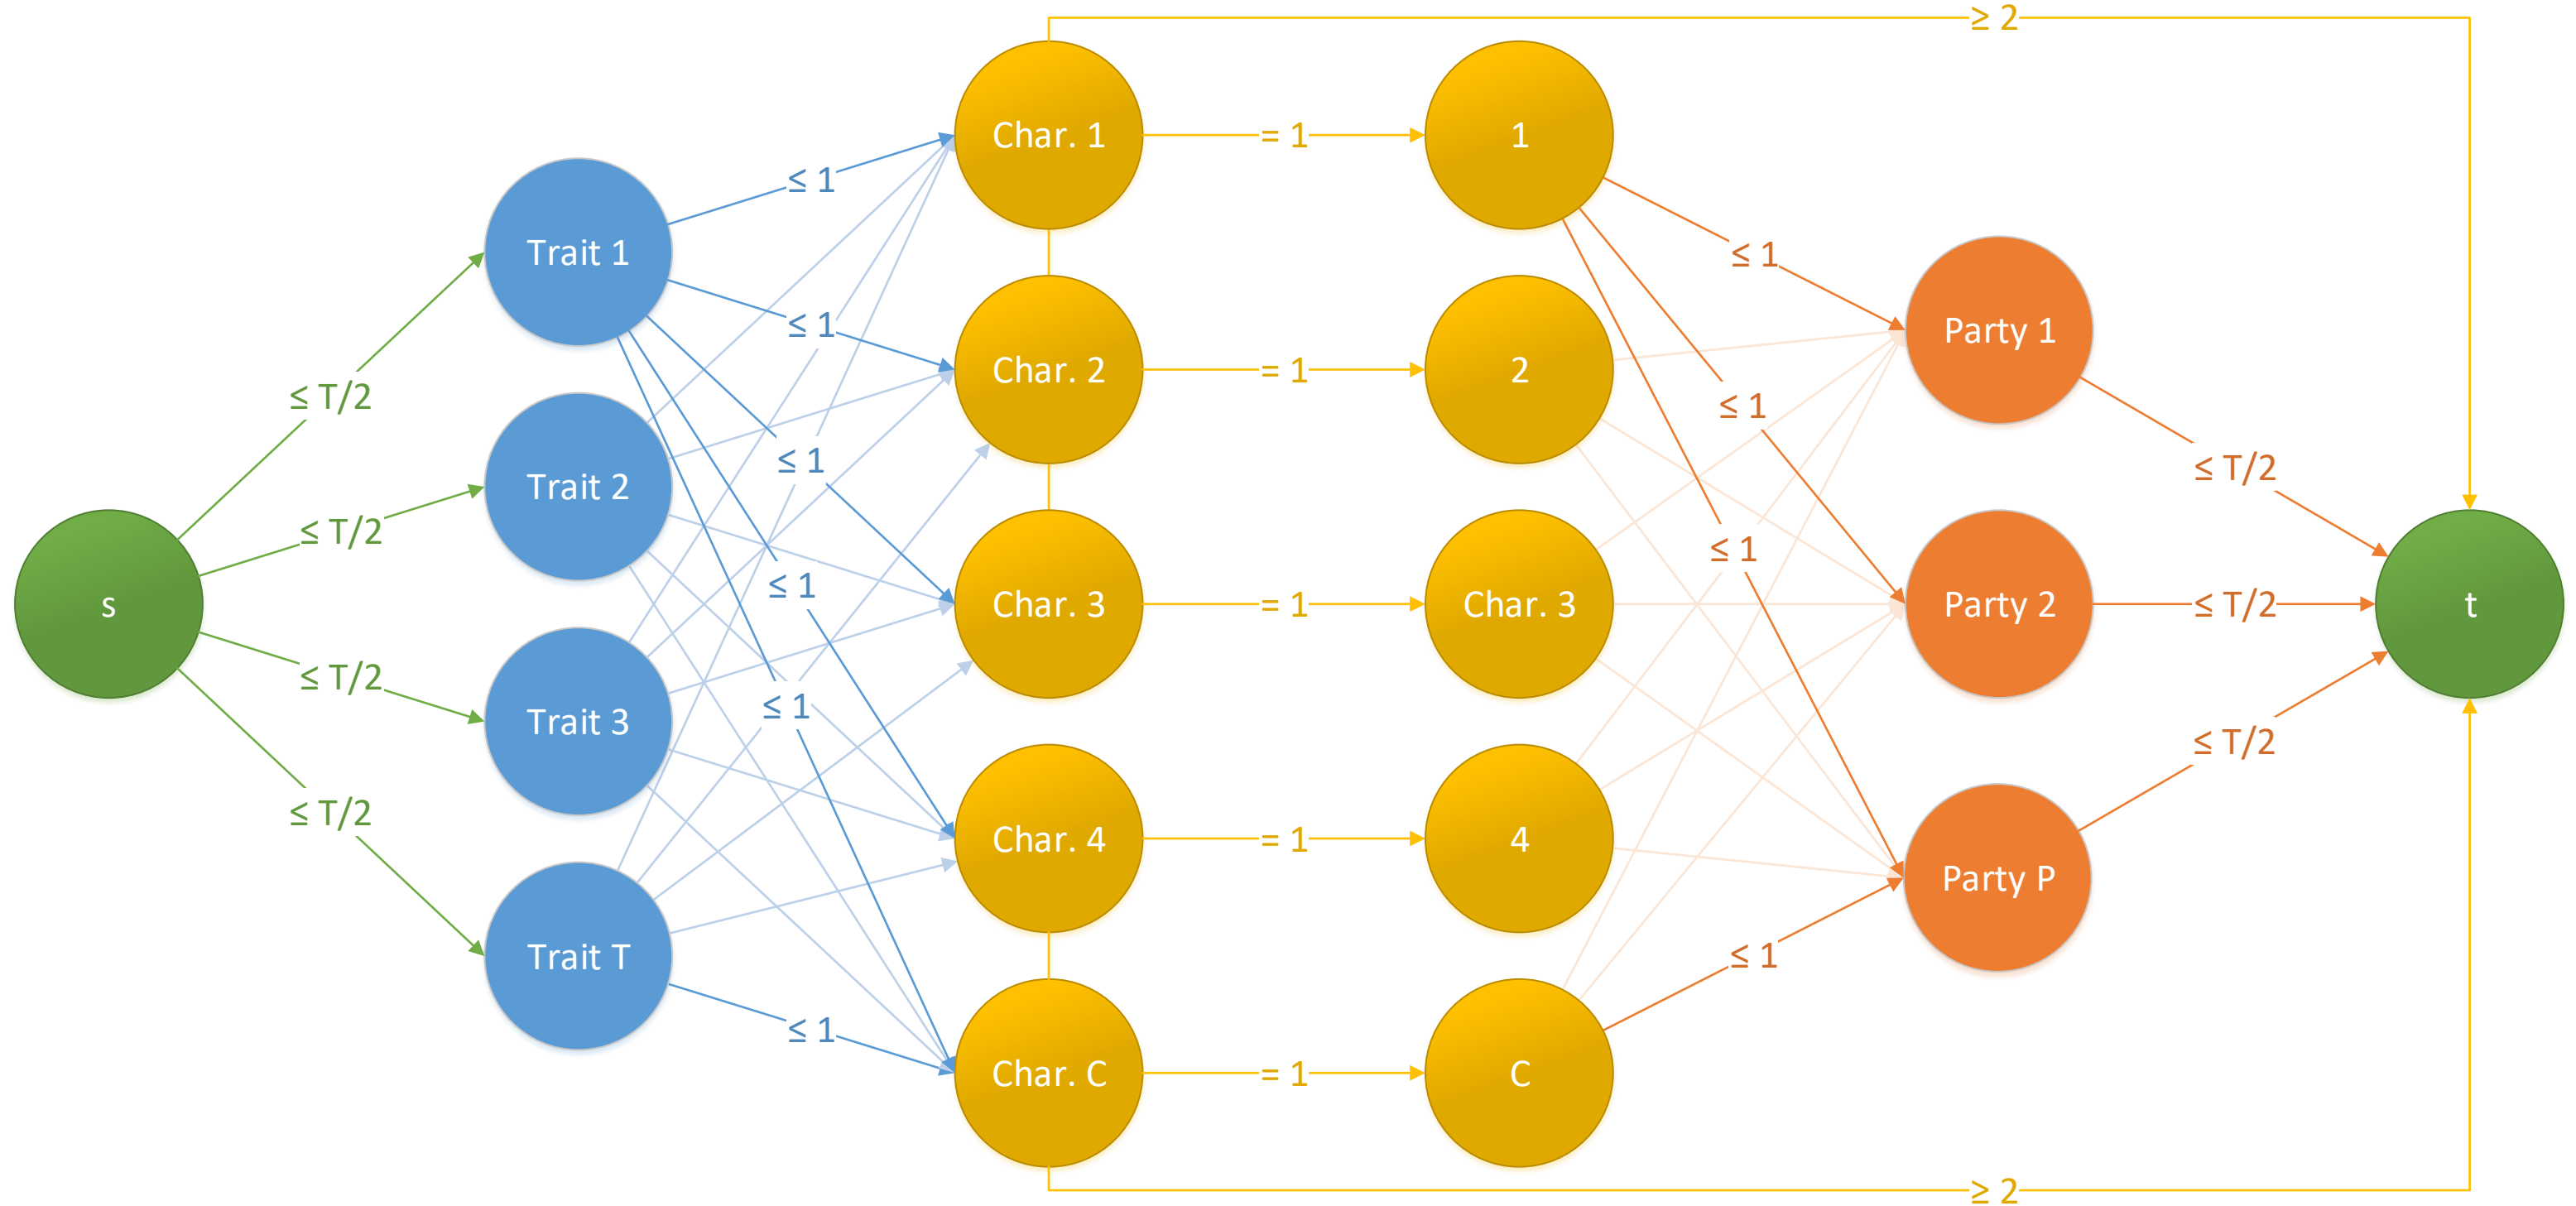 ≥ 2
Char. 1
= 1
1
≤ 1
Trait 1
≤ 1
≤ 1
Party 1
Char. 2
= 1
2
≤ T/2
≤ 1
≤ 1
≤ T/2
Trait 2
≤ T/2
≤ 1
≤ 1
s
Char. 3
= 1
Char. 3
Party 2
≤ T/2
t
≤ T/2
≤ 1
Trait 3
≤ T/2
≤ T/2
Char. 4
= 1
4
Party P
Trait T
≤ 1
≤ 1
Char. C
= 1
C
≥ 2